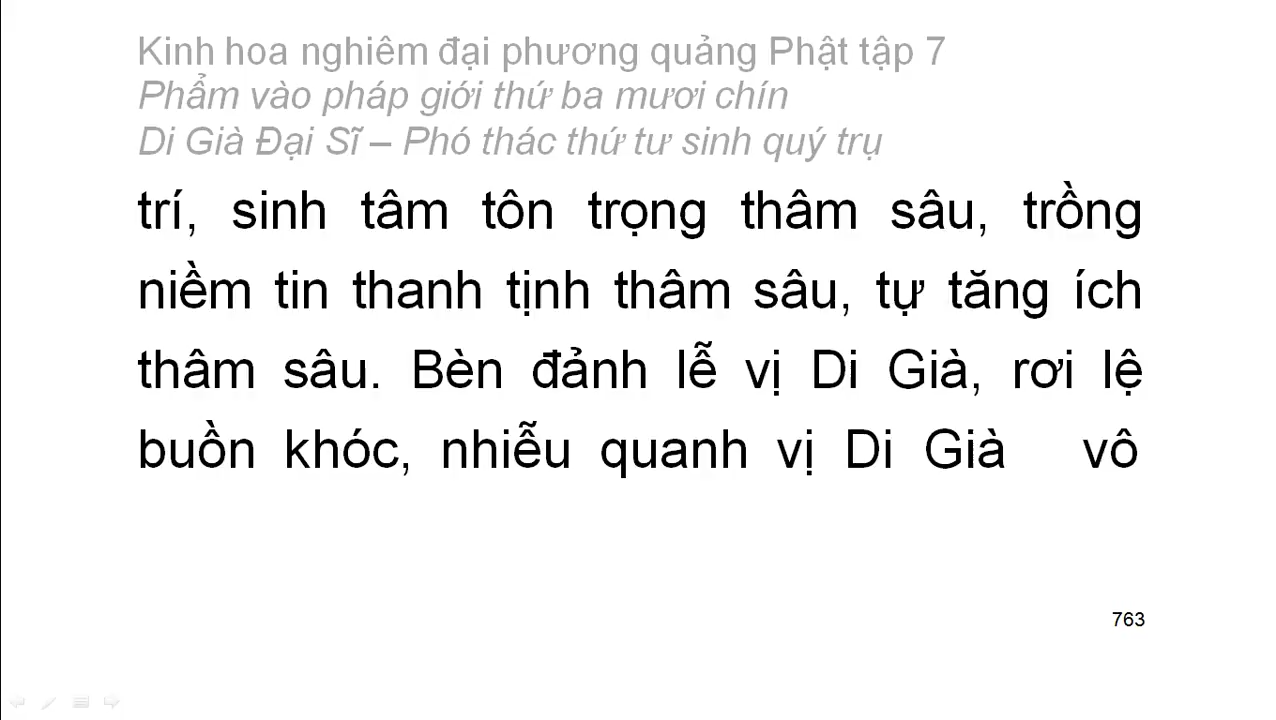 Kinh hoa nghiêm đại phương quảng Phật tập 7
Phẩm vào pháp giới thứ ba mươi chín
Di Già Đại Sĩ – Phó thác thứ tư sinh quý trụ
trí, sinh tâm tôn trọng thâm sâu, trồng
niềm tin thanh tịnh thâm sâu, tự tăng ích
thâm sâu. Bèn đảnh lễ vị Di Già, rơi lệ
buồn khóc, nhiễu quanh vị Di Già vô
763